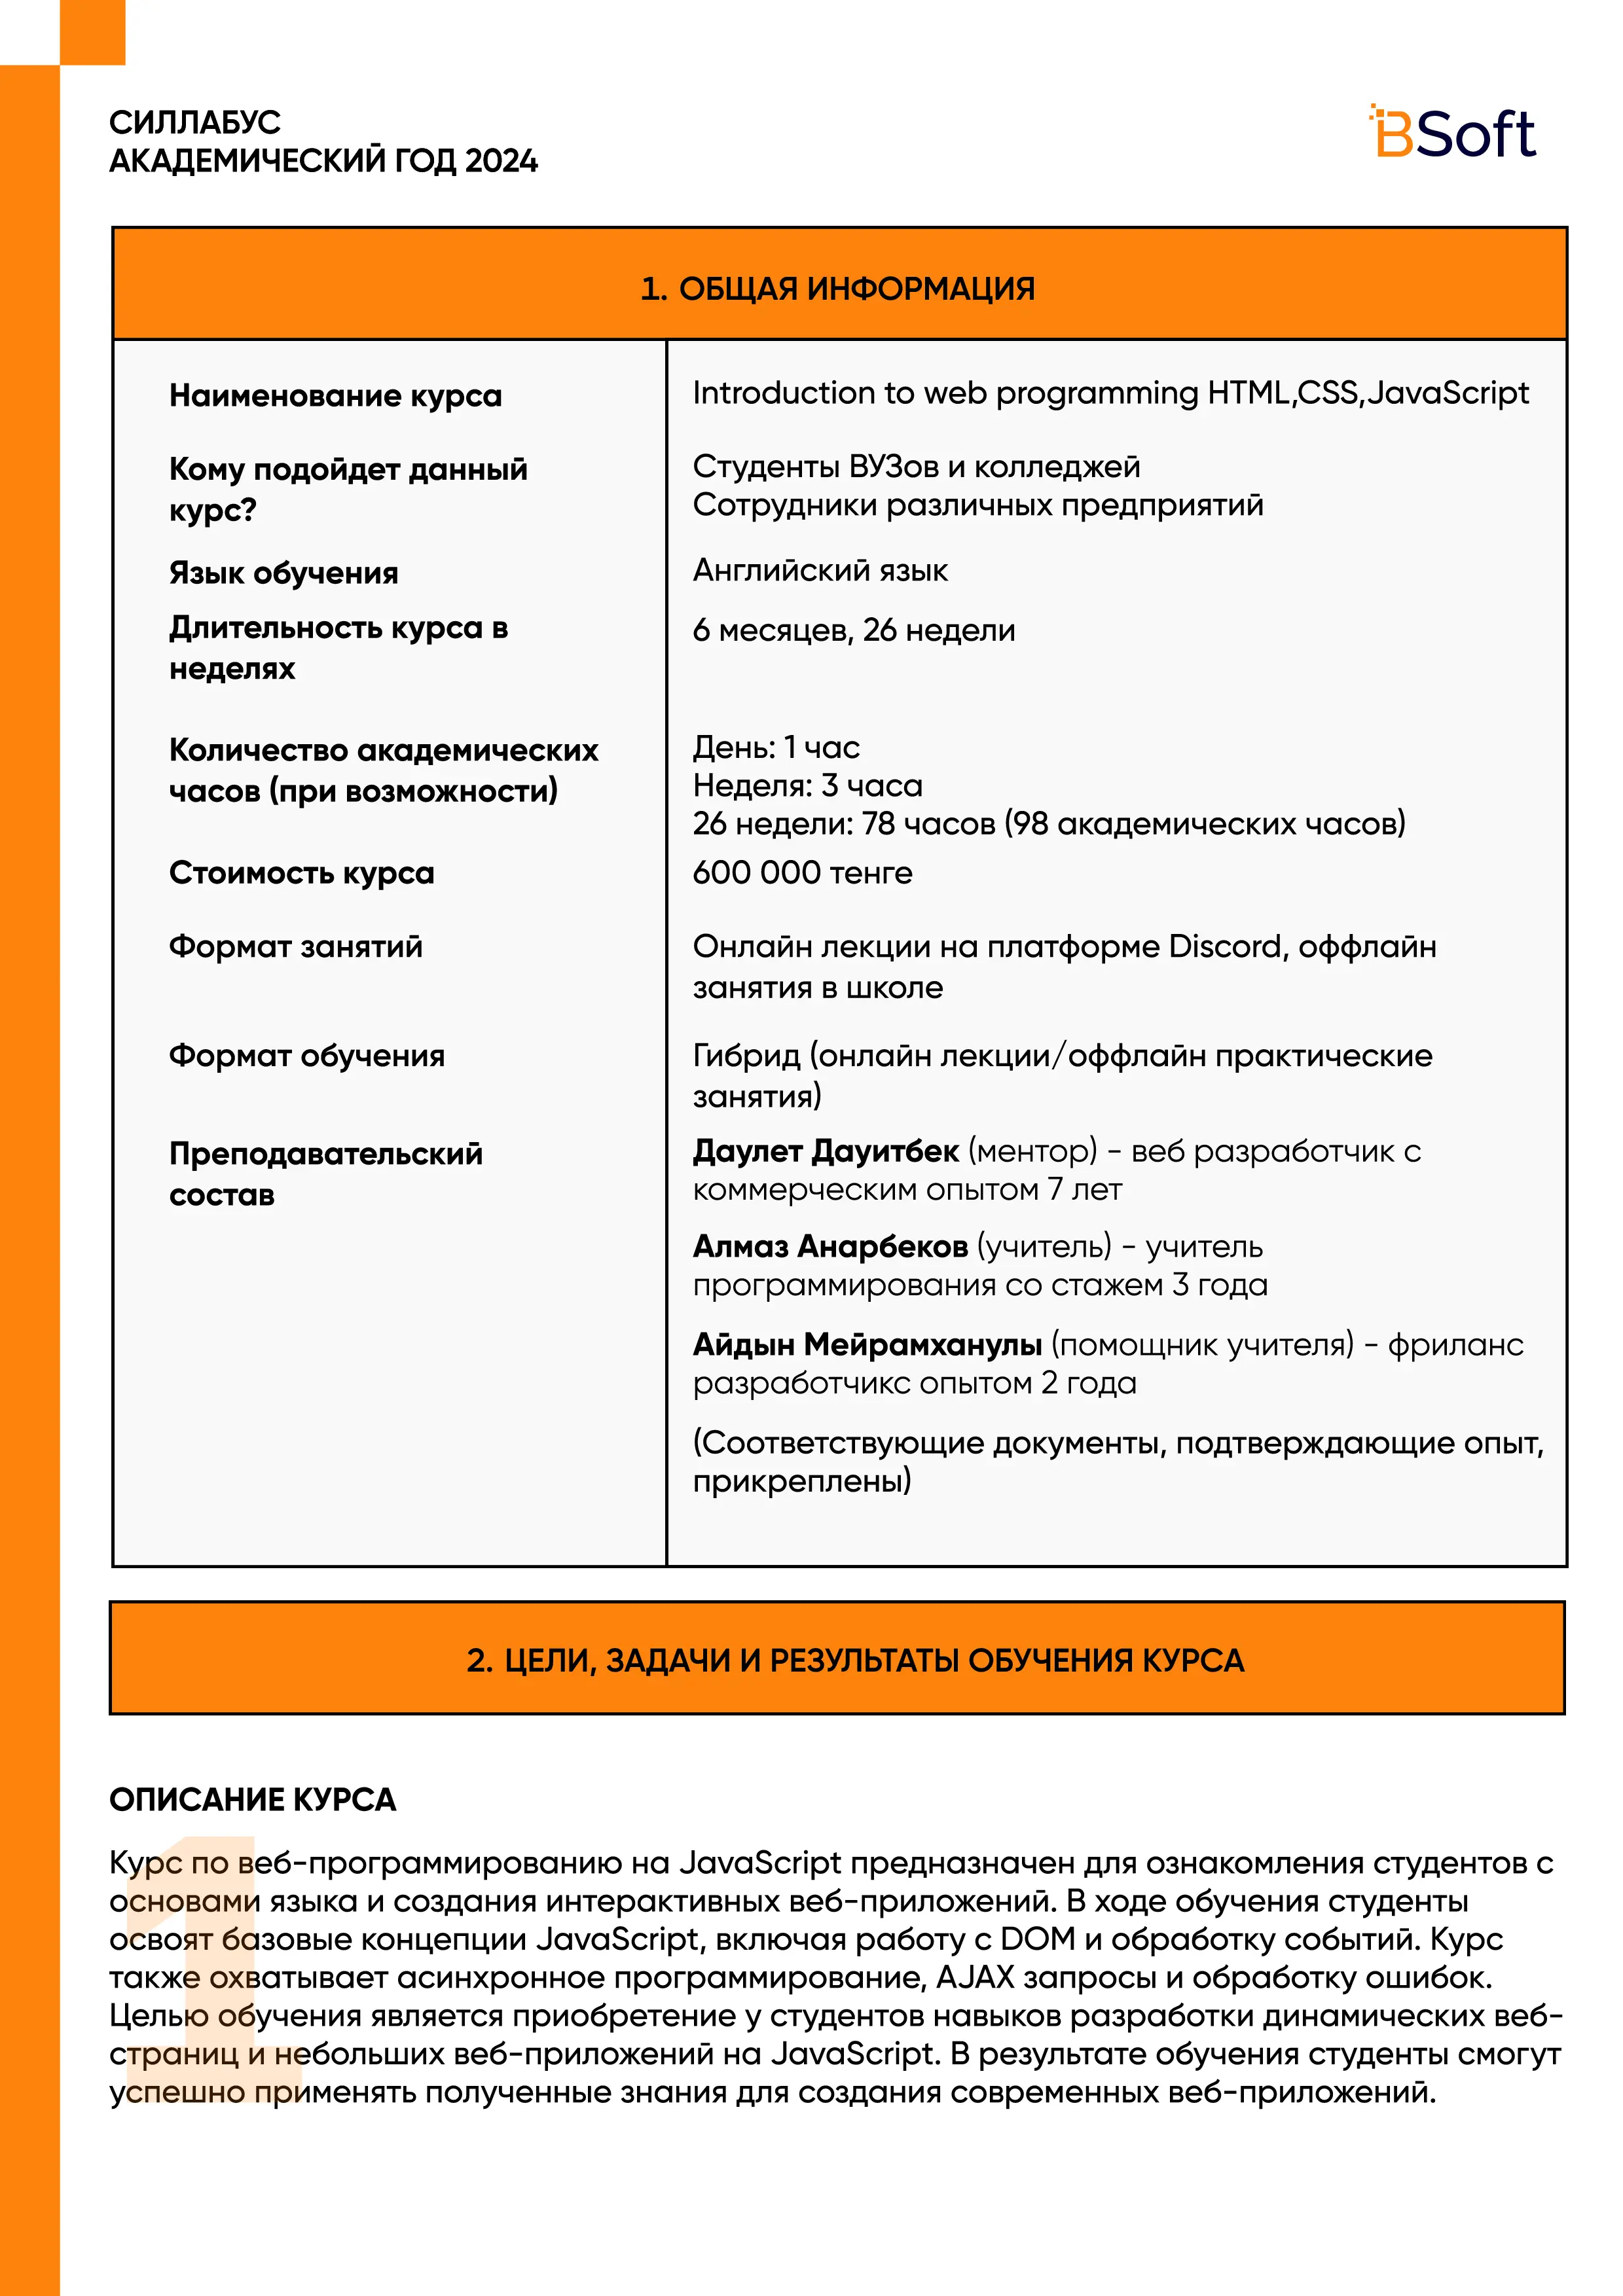 СИЛЛАБУС
АКАДЕМИЧЕСКИЙ ГОД 2024
BSoft
1. ОБЩАЯ ИНФОРМАЦИЯ
Наименование курса
Introduction to web programming HTML,CSS,JavaScript
Кому подойдет данный
курс?
Студенты ВУЗов и колледжей
Сотрудники различных предприятий
Язык обучения
Английский язык
Длительность курса в
неделях
6 месяцев, 26 недели
Количество академических
часов (при возможности)
День: 1 час
Неделя: 3 часа
26 недели: 78 часов (98 академических часов)
Стоимость курса
600 000 тенге
Формат занятий
Онлайн лекции на платформе Discord, оффлайн
занятия в школе
Формат обучения
Гибрид (онлайн лекции/оффлайн практические
занятия)
Преподавательский
состав
Даулет Дауитбек (ментор) - веб разработчик с
коммерческим опытом 7 лет
Алмаз Анарбеков (учитель) - учитель
программирования со стажем 3 года
Айдын Мейрамханулы (помощник учителя) - фриланс
разработчикс опытом 2 года
(Соответствующие документы, подтверждающие опыт,
прикреплены)
2. ЦЕЛИ, ЗАДАЧИ И РЕЗУЛЬТАТЫ ОБУЧЕНИЯ КУРСА
ОПИСАНИЕ КУРСА
Курс по веб-программированию на JavaScript предназначен для ознакомления студентов с
основами языка и создания интерактивных веб-приложений. В ходе обучения студенты
освоят базовые концепции JavaScript, включая работу с DOM и обработку событий. Курс
также охватывает асинхронное программирование, AJAX запросы и обработку ошибок.
Целью обучения является приобретение у студентов навыков разработки динамических веб-
страниц и небольших веб-приложений на JavaScript. В результате обучения студенты смогут
успешно применять полученные знания для создания современных веб-приложений.
1